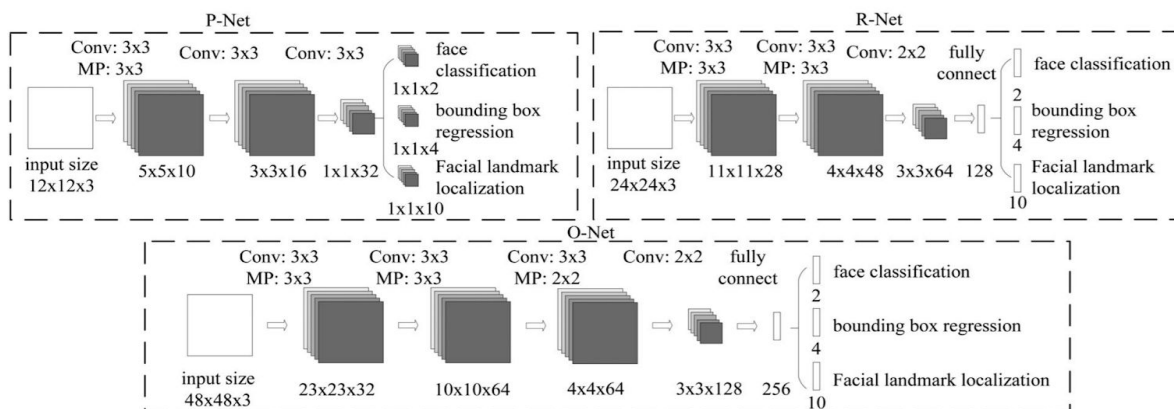 P-Net
Conv: 3x3 Conv: 3x3 Conv: 3x3
MP: 3x3
face
classification
1x1x2
bounding box
regression
1x1x4
Facial landmark
localization
1x1x10
input size
12x12x3
5x5x10
3x3x16
1x1x32
R-Net
Conv: 3x3 Conv: 3x3 Conv: 2x2 fully
MP: 3x3 MP: 3x3 connect
face classification
2
bounding box
regression
4
Facial landmark
localization
10
input size
24x24x3
11x11x28
4x4x48
3x3x64
128
O-Net
Conv: 3x3 Conv: 3x3 Conv: 3x3 Conv: 2x2 fully
MP: 3x3 MP: 3x3 MP: 2x2 connect
face classification
2
bounding box regression
4
Facial landmark localization
10
input size
48x48x3
23x23x32
10x10x64
4x4x64
3x3x128
256